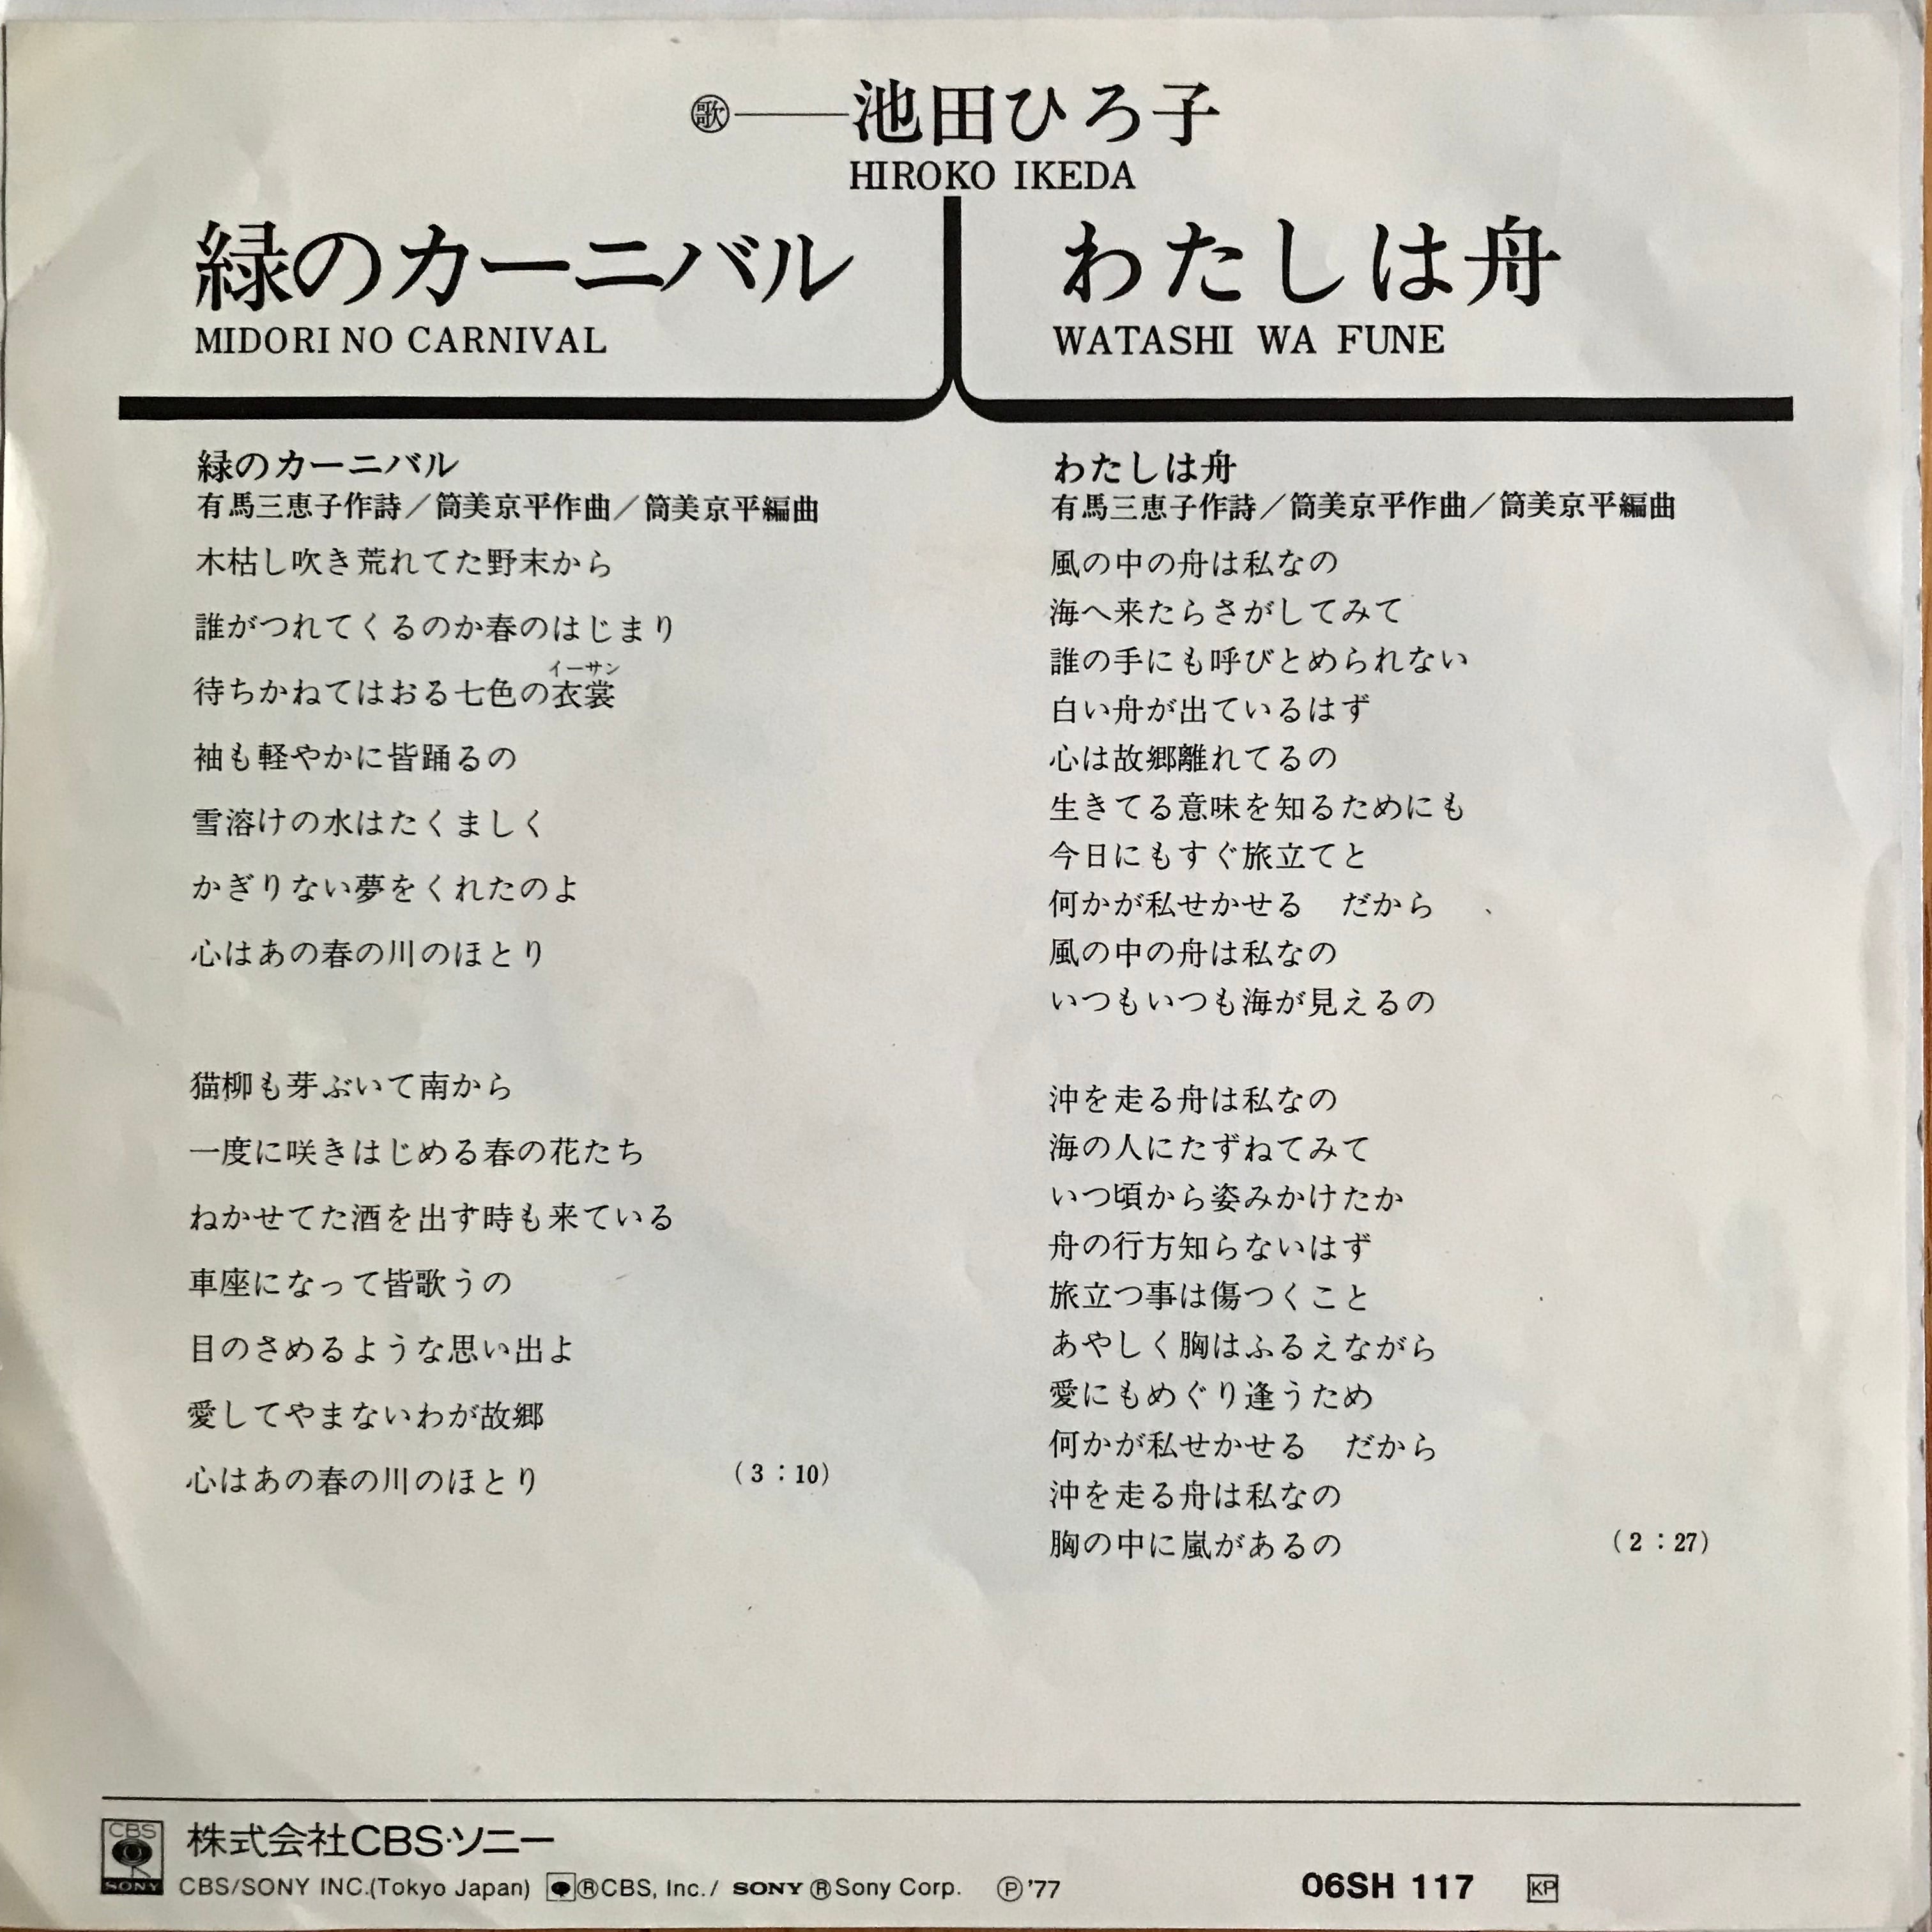 歌——池田ひろ子
HIROKO IKEDA
緑のカーニバル
MIDORI NO CARNIVAL
わたしは舟
WATASHI WA FUNE
緑のカーニバル
有馬三恵子作詩／筒美京平作曲／筒美京平編曲
木枯し吹き荒れてた野末から
誰がつれてくるのか春のはじまり
イーサン
待ちかねてはおる七色の衣裳
袖も軽やかに皆踊るの
雪溶けの水はたくましく
かぎりない夢をくれたのよ
心はあの春の川のほとり
猫柳も芽ぶいて南から
一度に咲きはじめる春の花たち
ねかせてた酒を出す時も来ている
車座になって皆歌うの
目のさめるような思い出よ
愛してやまないわが故郷
心はあの春の川のほとり
(3：10)
わたしは舟
有馬三恵子作詩／筒美京平作曲／筒美京平編曲
風の中の舟は私なの
海へ来たらさがしてみて
誰の手にも呼びとめられない
白い舟が出ているはず
心は故郷離れてるの
生きてる意味を知るためにも
今日にもすぐ旅立てと
何かが私せかせる　だから
風の中の舟は私なの
いつもいつも海が見えるの
沖を走る舟は私なの
海の人にたずねてみて
いつ頃から姿みかけたか
舟の行方知らないはず
旅立つ事は傷つくこと
あやしく胸はふるえながら
愛にもめぐり逢うため
何かが私せかせる　だから
沖を走る舟は私なの
胸の中に嵐があるの
(2：27)
CBS
SONY
株式会社CBS・ソニー
CBS/SONY INC.(Tokyo Japan) ®CBS, Inc./ SONY ®Sony Corp. Ⓟ'77
06SH 117 KP